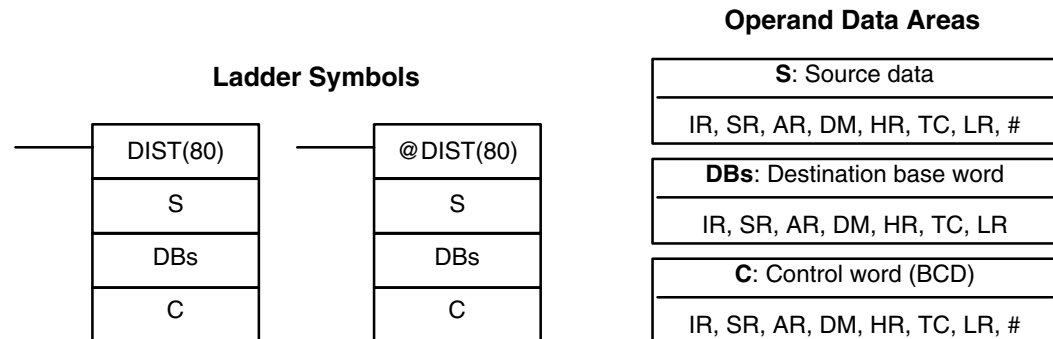 Ladder Symbols
DIST(80)
S
DBs
C
@DIST(80)
S
DBs
C
Operand Data Areas
S: Source data
IR, SR, AR, DM, HR, TC, LR, #
DBs: Destination base word
IR, SR, AR, DM, HR, TC, LR
C: Control word (BCD)
IR, SR, AR, DM, HR, TC, LR, #